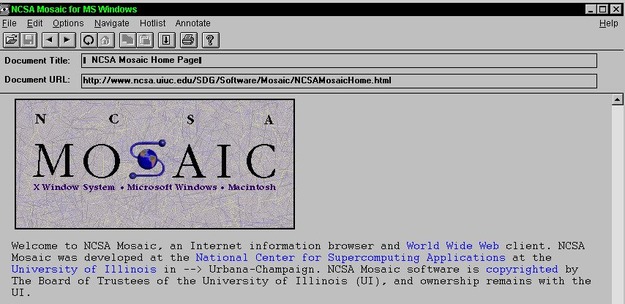 NCSA Mosaic for MS Windows
File Edit Options Navigate Hotlist Annotate Help
Document Title: NCSA Mosaic Home Page
Document URL: http://www.ncsa.uiuc.edu/SDG/Software/Mosaic/NCSAMosaicHome.html
N C S A
MOSAIC
X Window System • Microsoft Windows • Macintosh
Welcome to NCSA Mosaic, an Internet information browser and World Wide Web client. NCSA
Mosaic was developed at the National Center for Supercomputing Applications at the
University of Illinois in --> Urbana-Champaign. NCSA Mosaic software is copyrighted by
The Board of Trustees of the University of Illinois (UI), and ownership remains with the
UI.